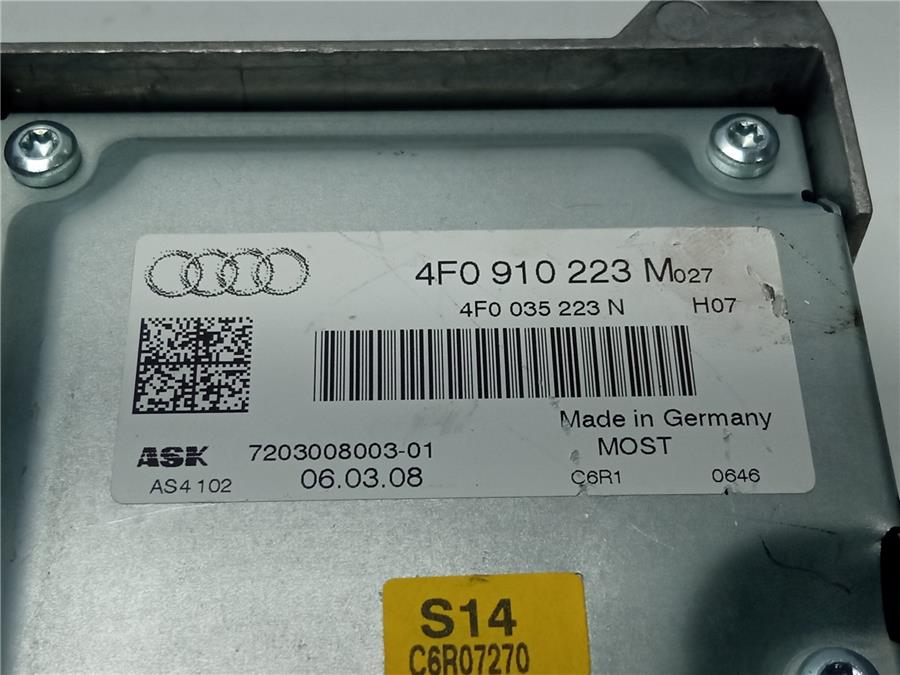 4F0 910 223 M027
4F0 035 223 N H07
Made in Germany
MOST
ASK 7203008003-01
AS4 102 06.03.08 C6R1 0646
S14
C6R07270